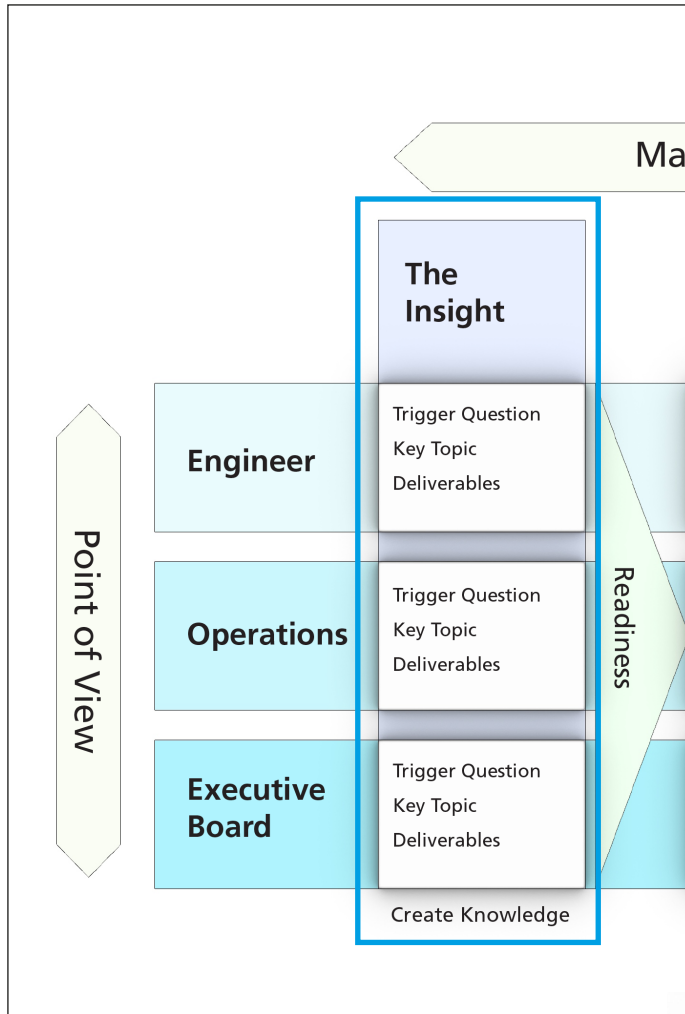 Ma
The
Insight
Engineer
Trigger Question
Key Topic
Deliverables
Point of View
Operations
Trigger Question
Key Topic
Deliverables
Readiness
Executive
Board
Trigger Question
Key Topic
Deliverables
Create Knowledge